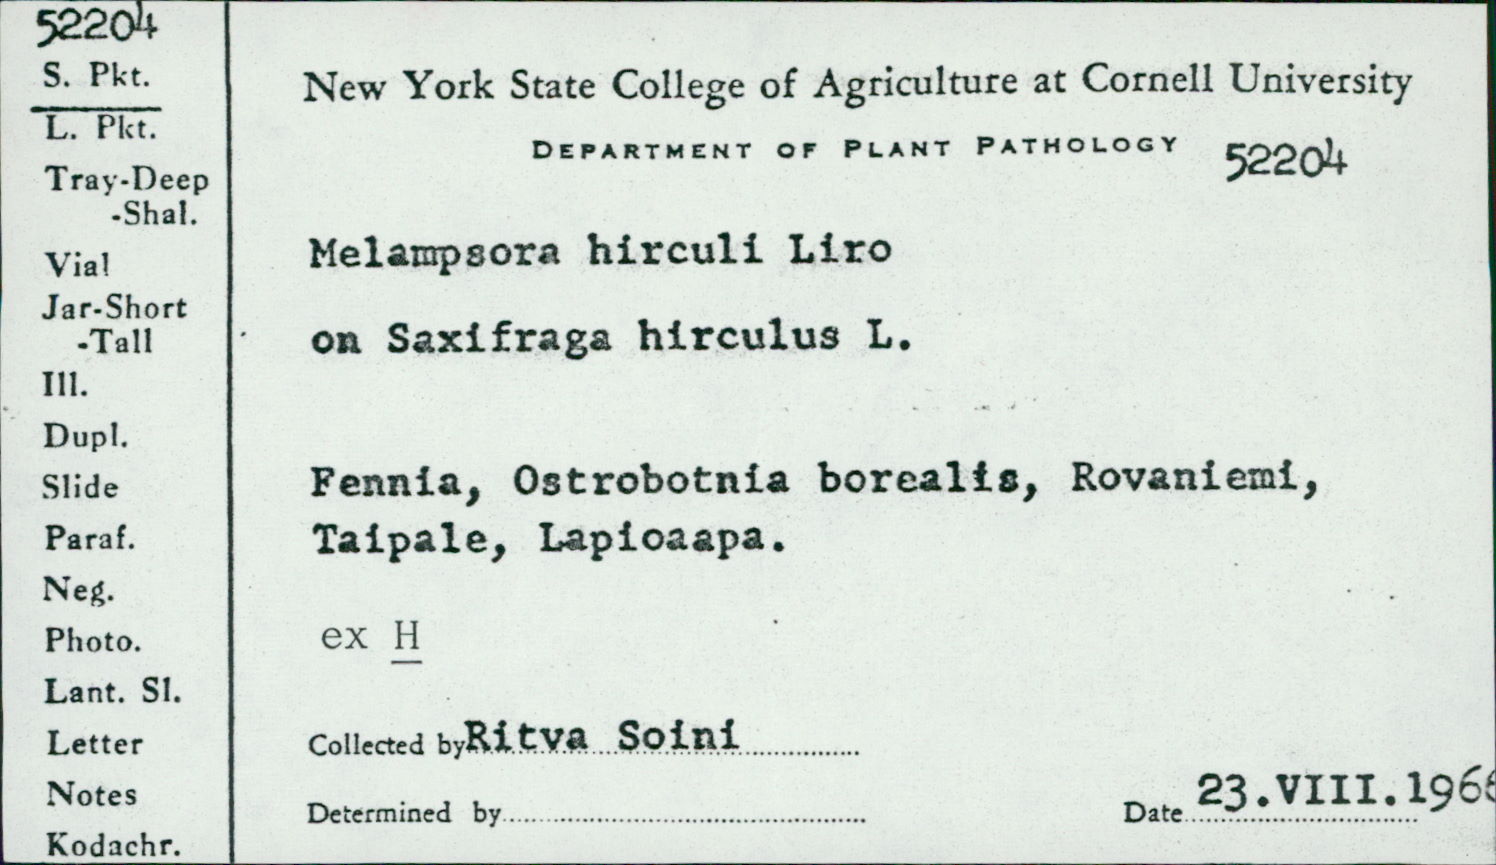 52204
S. Pkt.
L. Pkt.
Tray-Deep
-Shal.
Vial
Jar-Short
-Tall
Ill.
Dupl.
Slide
Paraf.
Neg.
Photo.
Lant. Sl.
Letter
Notes
Kodachr.
New York State College of Agriculture at Cornell University
DEPARTMENT OF PLANT PATHOLOGY 52204
Melampsora hirculi Liro
on Saxifraga hirculus L.
Fennia, Ostrobotnia borealis, Rovaniemi,
Taipale, Lapioaapa.
ex H
Collected by Ritva Soini
Determined by
Date 23.VIII.1966